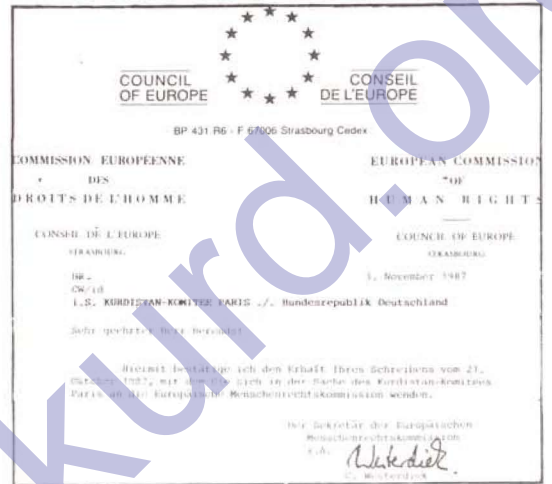 COUNCIL OF EUROPE
CONSEIL DE L'EUROPE
BP 431 R6 - F 67006 Strasbourg Cedex
COMMISSION EUROPÉENNE
DES
DROITS DE L'HOMME
CONSEIL DE L'EUROPE
STRASBOURG
EUROPEAN COMMISSION
OF
HUMAN RIGHTS
COUNCIL OF EUROPE
STRASBOURG
November 1987
CW/id
i.S. KURDISTAN-KOMITEE PARIS ./. Bundesrepublik Deutschland
Sehr geehrter Herr
Hiermit bestätige ich den Erhalt Ihres Schreibens vom 21.
Oktober 1987, mit dem Sie sich in der Sache des Kurdistan-Komitees
Paris an die Europäische Menschenrechtskommission wenden.
Der Sekretär der Europäischen
Menschenrechtskommission
C. Westerdiek
kurd.or